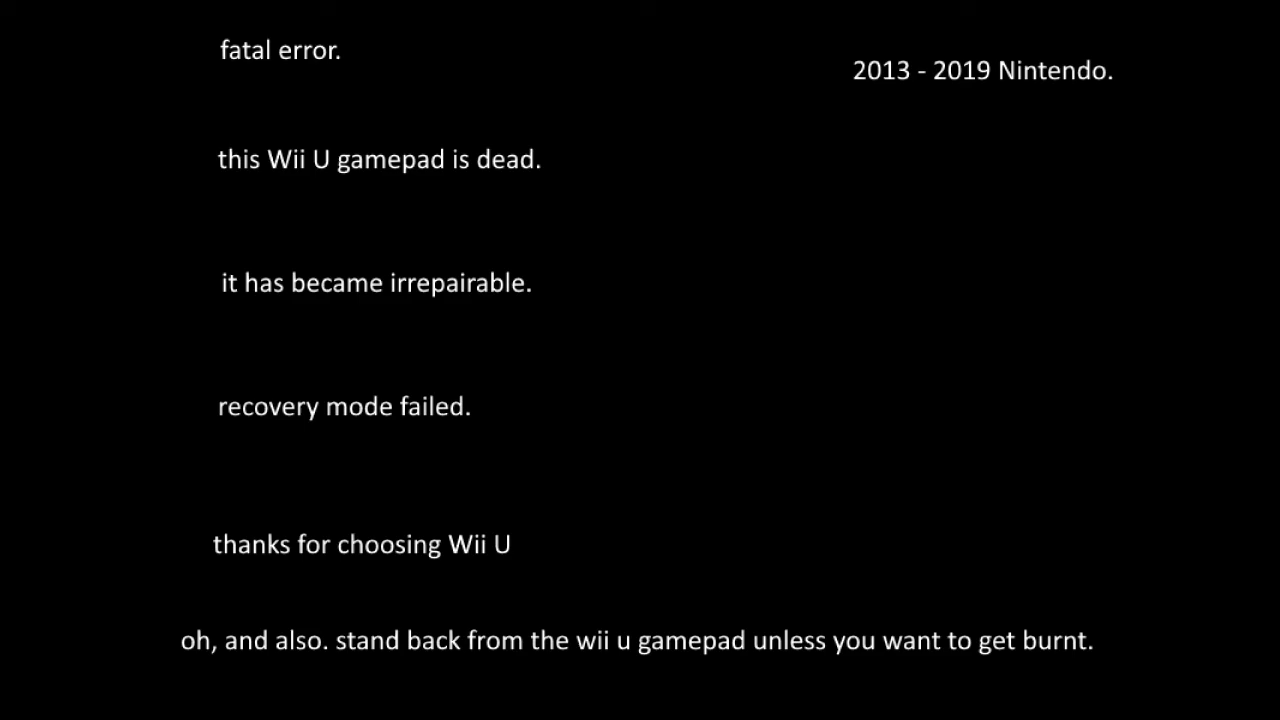 fatal error.
2013 - 2019 Nintendo.
this Wii U gamepad is dead.
it has became irrepairable.
recovery mode failed.
thanks for choosing Wii U
oh, and also. stand back from the wii u gamepad unless you want to get burnt.